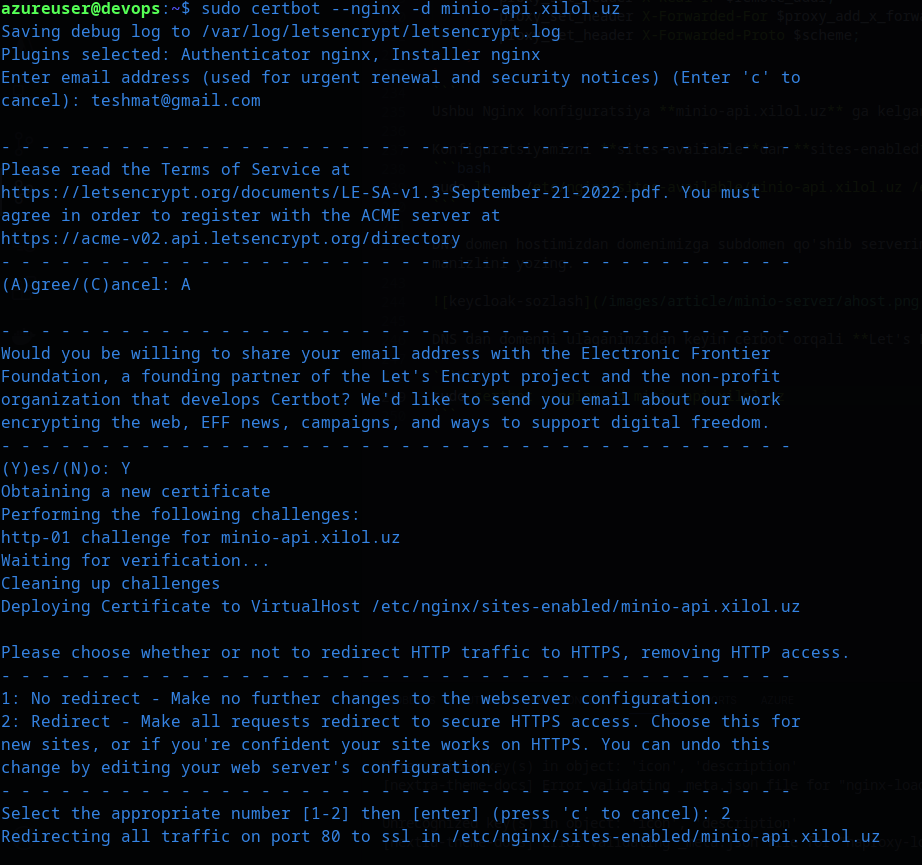 azureuser@devops:~$ sudo certbot --nginx -d minio-api.xilol.uz
Saving debug log to /var/log/letsencrypt/letsencrypt.log
Plugins selected: Authenticator nginx, Installer nginx
Enter email address (used for urgent renewal and security notices) (Enter 'c' to
cancel): teshmat@gmail.com
- - - - - - - - - - - - - - - - - - - - - - - - - - - - - - - - - - - - - - - -
Please read the Terms of Service at
https://letsencrypt.org/documents/LE-SA-v1.3-September-21-2022.pdf. You must
agree in order to register with the ACME server at
https://acme-v02.api.letsencrypt.org/directory
- - - - - - - - - - - - - - - - - - - - - - - - - - - - - - - - - - - - - - - -
(A)gree/(C)ancel: A
- - - - - - - - - - - - - - - - - - - - - - - - - - - - - - - - - - - - - - - -
Would you be willing to share your email address with the Electronic Frontier
Foundation, a founding partner of the Let's Encrypt project and the non-profit
organization that develops Certbot? We'd like to send you email about our work
encrypting the web, EFF news, campaigns, and ways to support digital freedom.
- - - - - - - - - - - - - - - - - - - - - - - - - - - - - - - - - - - - - - - -
(Y)es/(N)o: Y
Obtaining a new certificate
Performing the following challenges:
http-01 challenge for minio-api.xilol.uz
Waiting for verification...
Cleaning up challenges
Deploying Certificate to VirtualHost /etc/nginx/sites-enabled/minio-api.xilol.uz
Please choose whether or not to redirect HTTP traffic to HTTPS, removing HTTP access.
- - - - - - - - - - - - - - - - - - - - - - - - - - - - - - - - - - - - - - - -
1: No redirect - Make no further changes to the webserver configuration.
2: Redirect - Make all requests redirect to secure HTTPS access. Choose this for
new sites, or if you're confident your site works on HTTPS. You can undo this
change by editing your web server's configuration.
- - - - - - - - - - - - - - - - - - - - - - - - - - - - - - - - - - - - - - - -
Select the appropriate number [1-2] then [enter] (press 'c' to cancel): 2
Redirecting all traffic on port 80 to ssl in /etc/nginx/sites-enabled/minio-api.xilol.uz